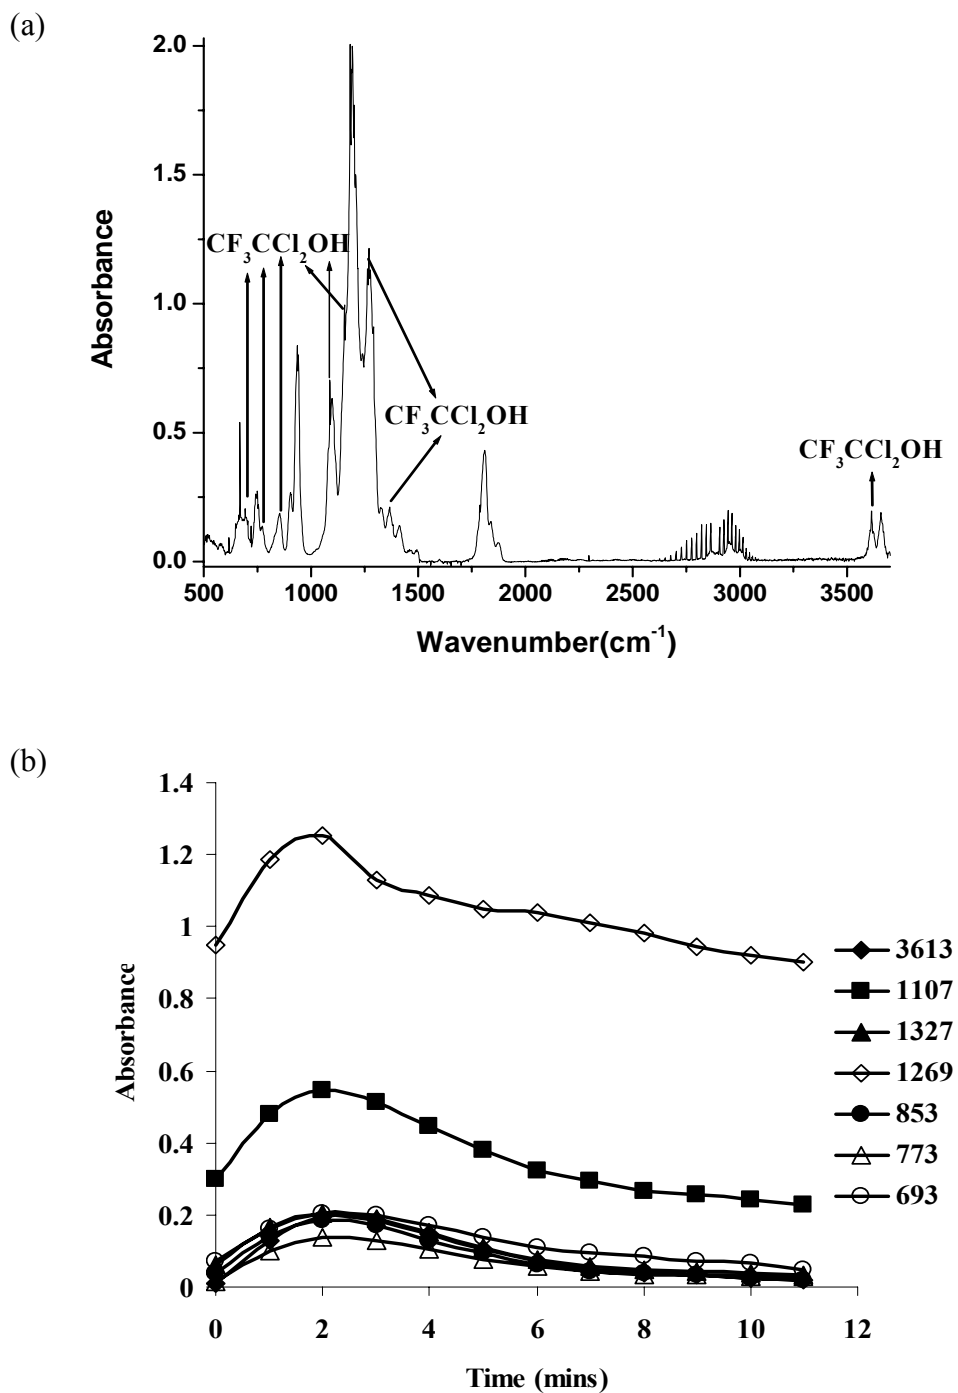 (a)
2.0
1.5
1.0
0.5
0.0
Absorbance
CF₃CCl₂OH
CF₃CCl₂OH
CF₃CCl₂OH
500 1000 1500 2000 2500 3000 3500
Wavenumber(cm⁻¹)
(b)
1.4
1.2
1
0.8
0.6
0.4
0.2
0
Absorbance
3613
1107
1327
1269
853
773
693
0 2 4 6 8 10 12
Time (mins)